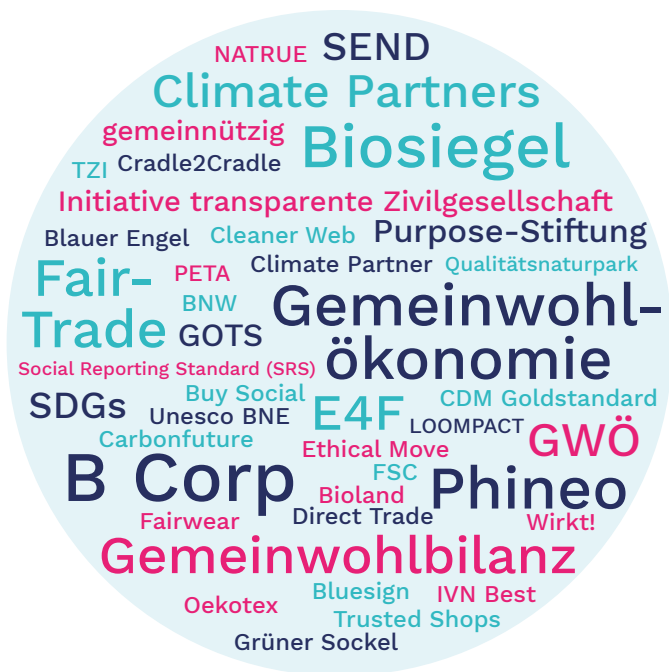 NATRUE SEND
Climate Partners
gemeinnützig Biosiegel
TZI Cradle2Cradle
Initiative transparente Zivilgesellschaft
Blauer Engel Cleaner Web Purpose-Stiftung
Fair-
Trade
PETA Climate Partner Qualitätsnaturpark
BNW
GOTS
Gemeinwohl-
ökonomie
Social Reporting Standard (SRS)
SDGs Buy Social E4F CDM Goldstandard
Unesco BNE LOOMPACT GWÖ
Carbonfuture Ethical Move
B Corp FSC Phineo
Bioland
Fairwear Direct Trade Wirkt!
Gemeinwohlbilanz
Bluesign IVN Best
Oekotex Trusted Shops
Grüner Sockel